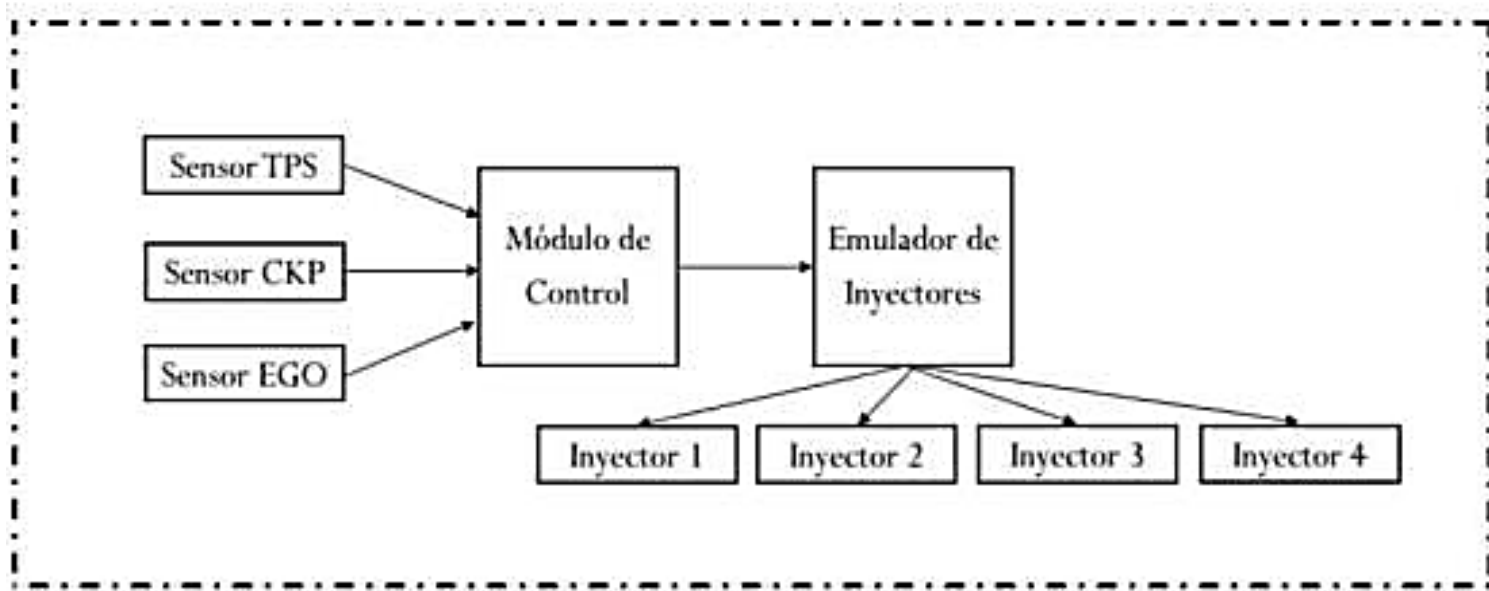 Sensor TPS
Sensor CKP
Sensor EGO
Módulo de
Control
Emulador de
Inyectores
Inyector 1
Inyector 2
Inyector 3
Inyector 4